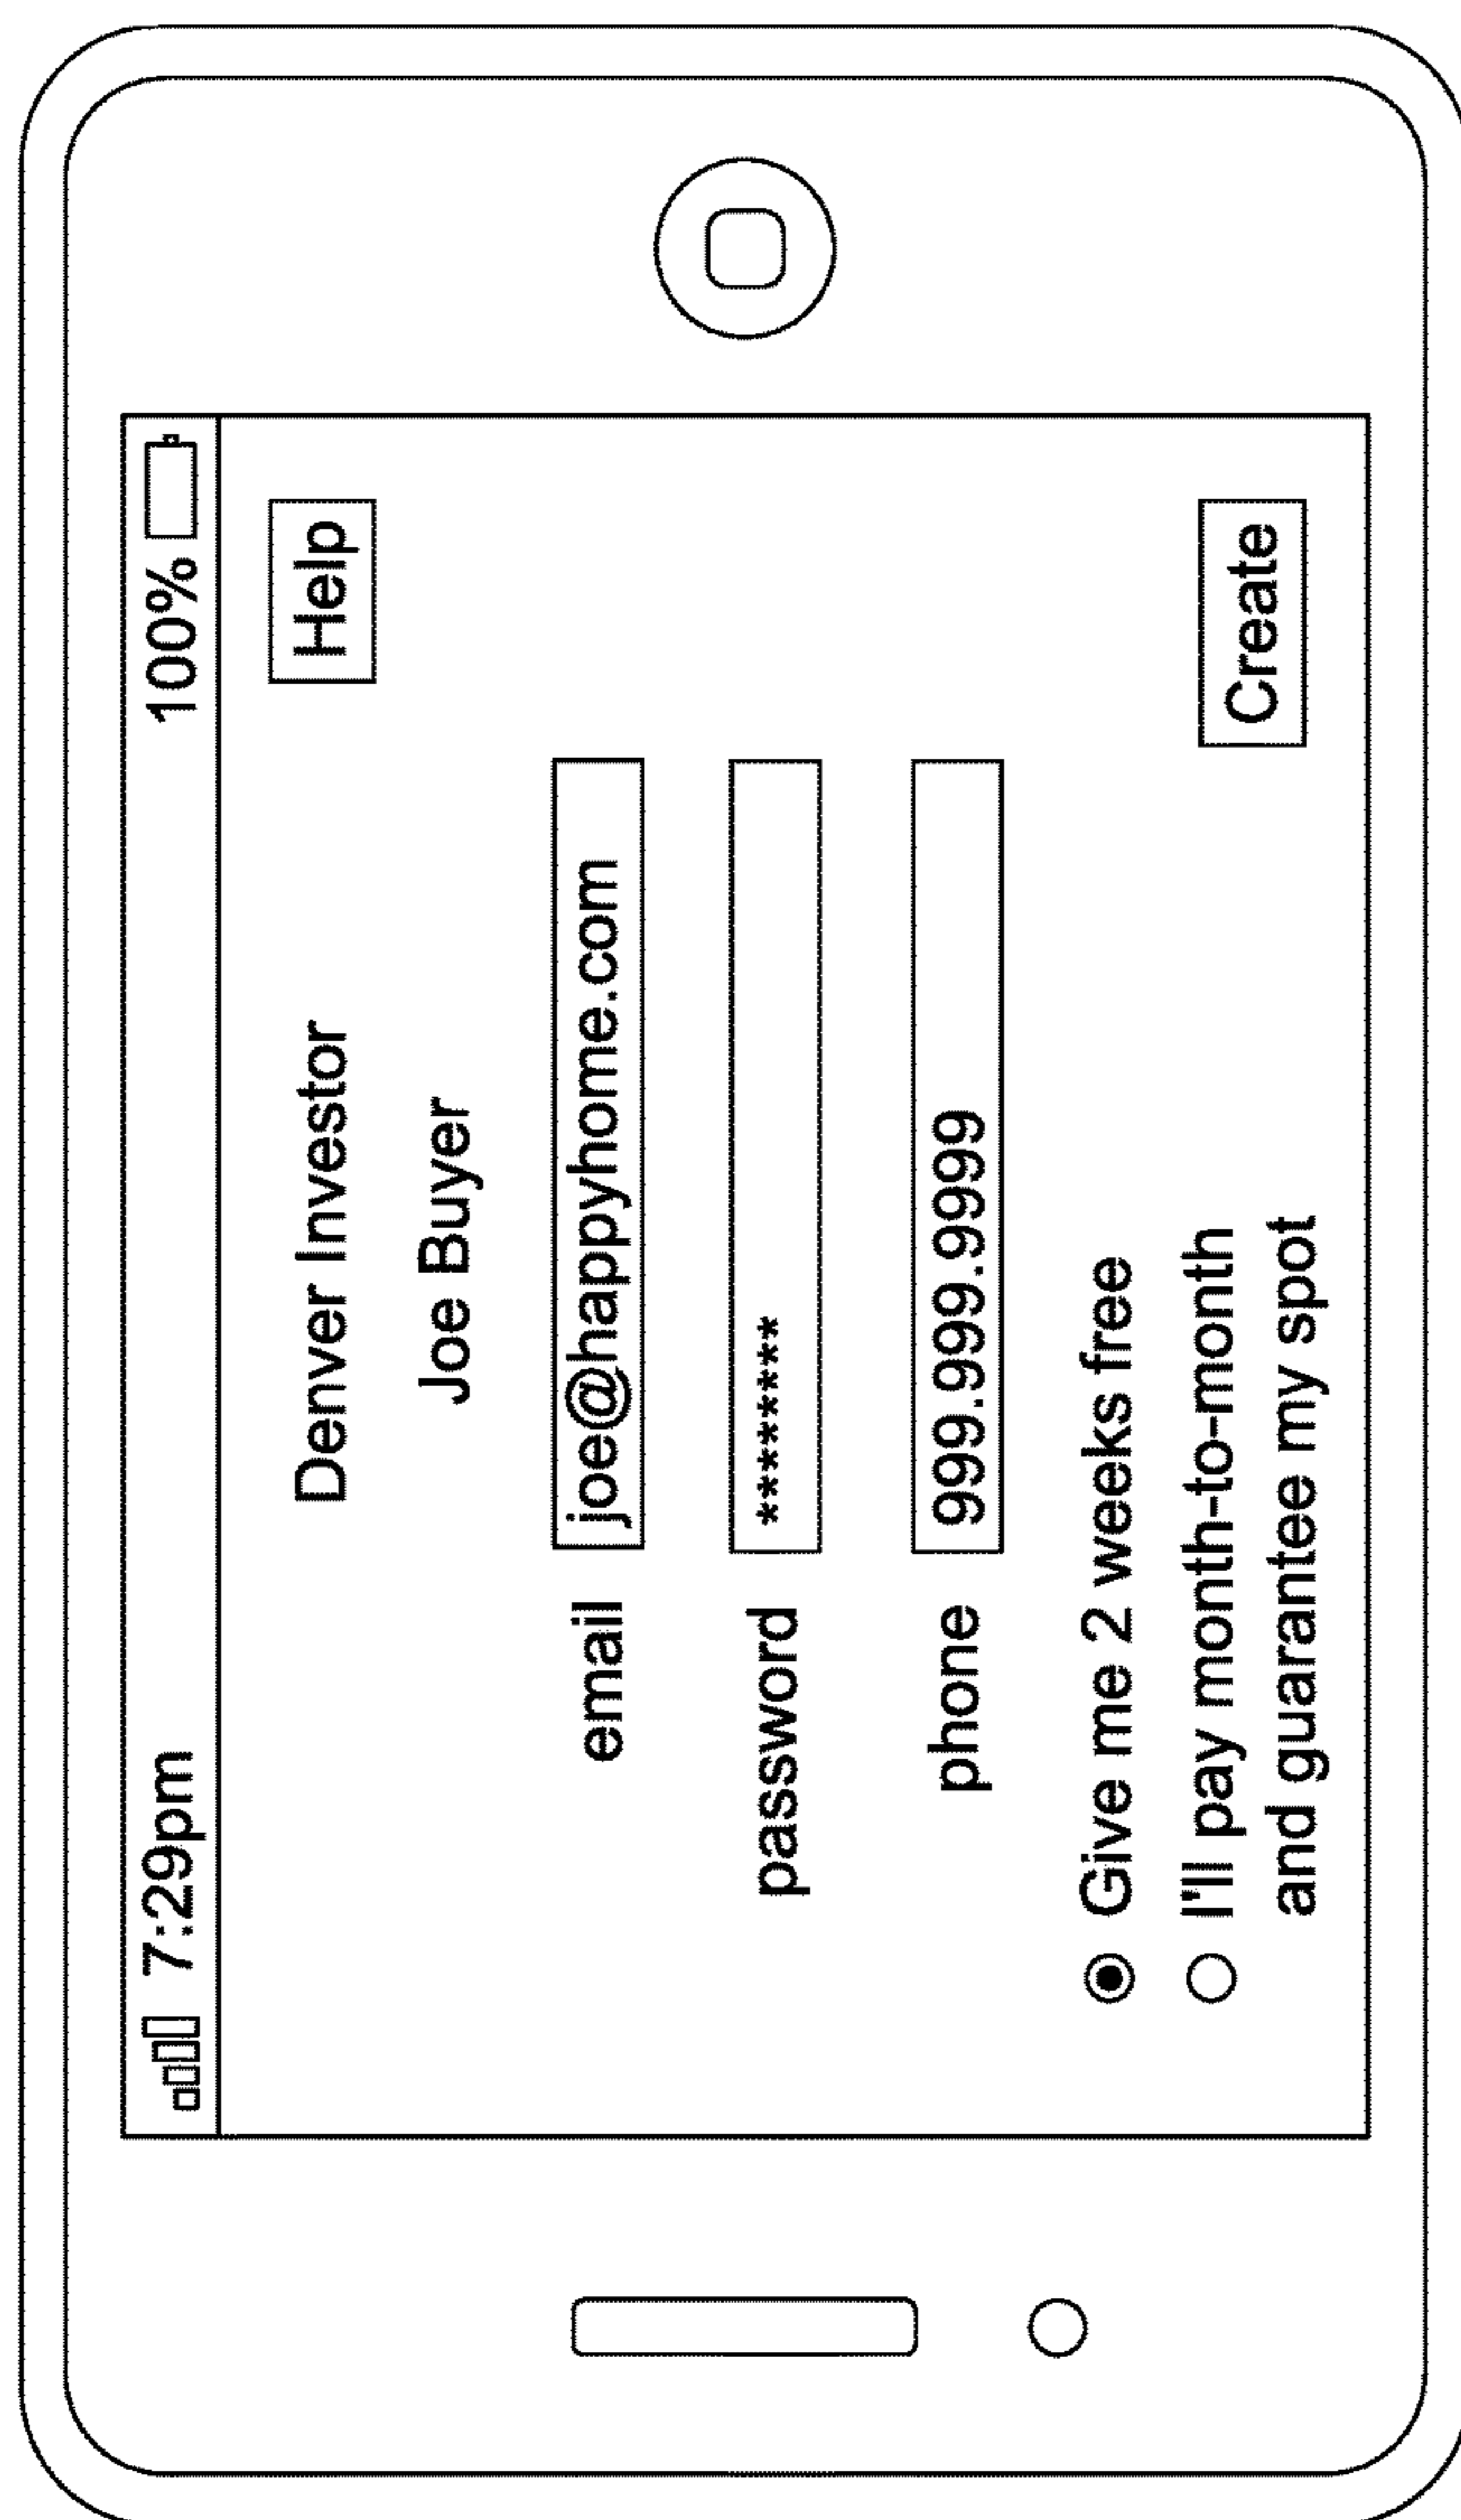 7:29pm 100%
Help
Denver Investor
Joe Buyer
email joe@happyhome.com
password *********
phone 999.999.9999
Give me 2 weeks free
I'll pay month-to-month
and guarantee my spot
Create